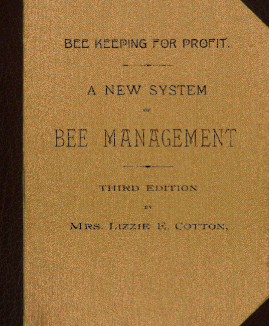 BEE KEEPING FOR PROFIT.
A NEW SYSTEM
OF
BEE MANAGEMENT
THIRD EDITION
BY
MRS. LIZZIE E. COTTON,